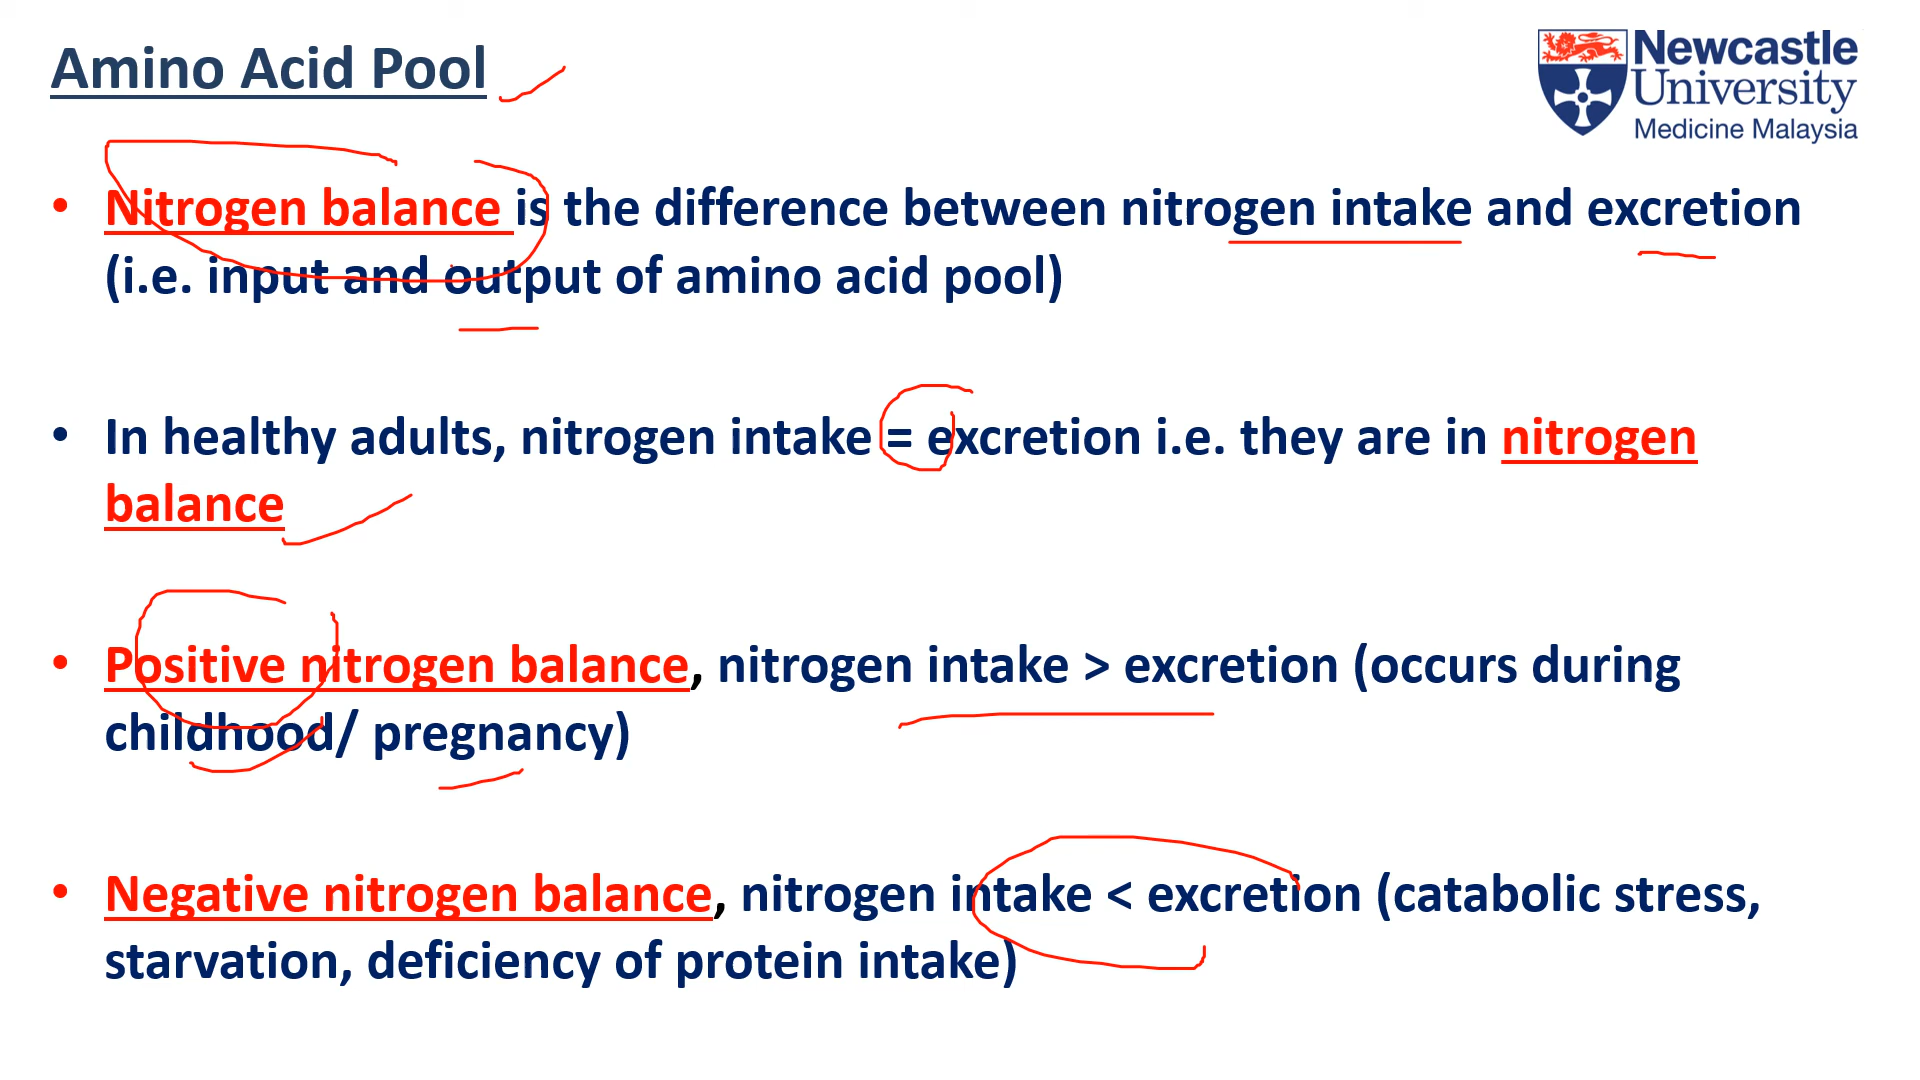 Amino Acid Pool
Newcastle
University
Medicine Malaysia
• Nitrogen balance is the difference between nitrogen intake and excretion
(i.e. input and output of amino acid pool)
• In healthy adults, nitrogen intake = excretion i.e. they are in nitrogen
balance
• Positive nitrogen balance, nitrogen intake > excretion (occurs during
childhood/ pregnancy)
• Negative nitrogen balance, nitrogen intake < excretion (catabolic stress,
starvation, deficiency of protein intake)